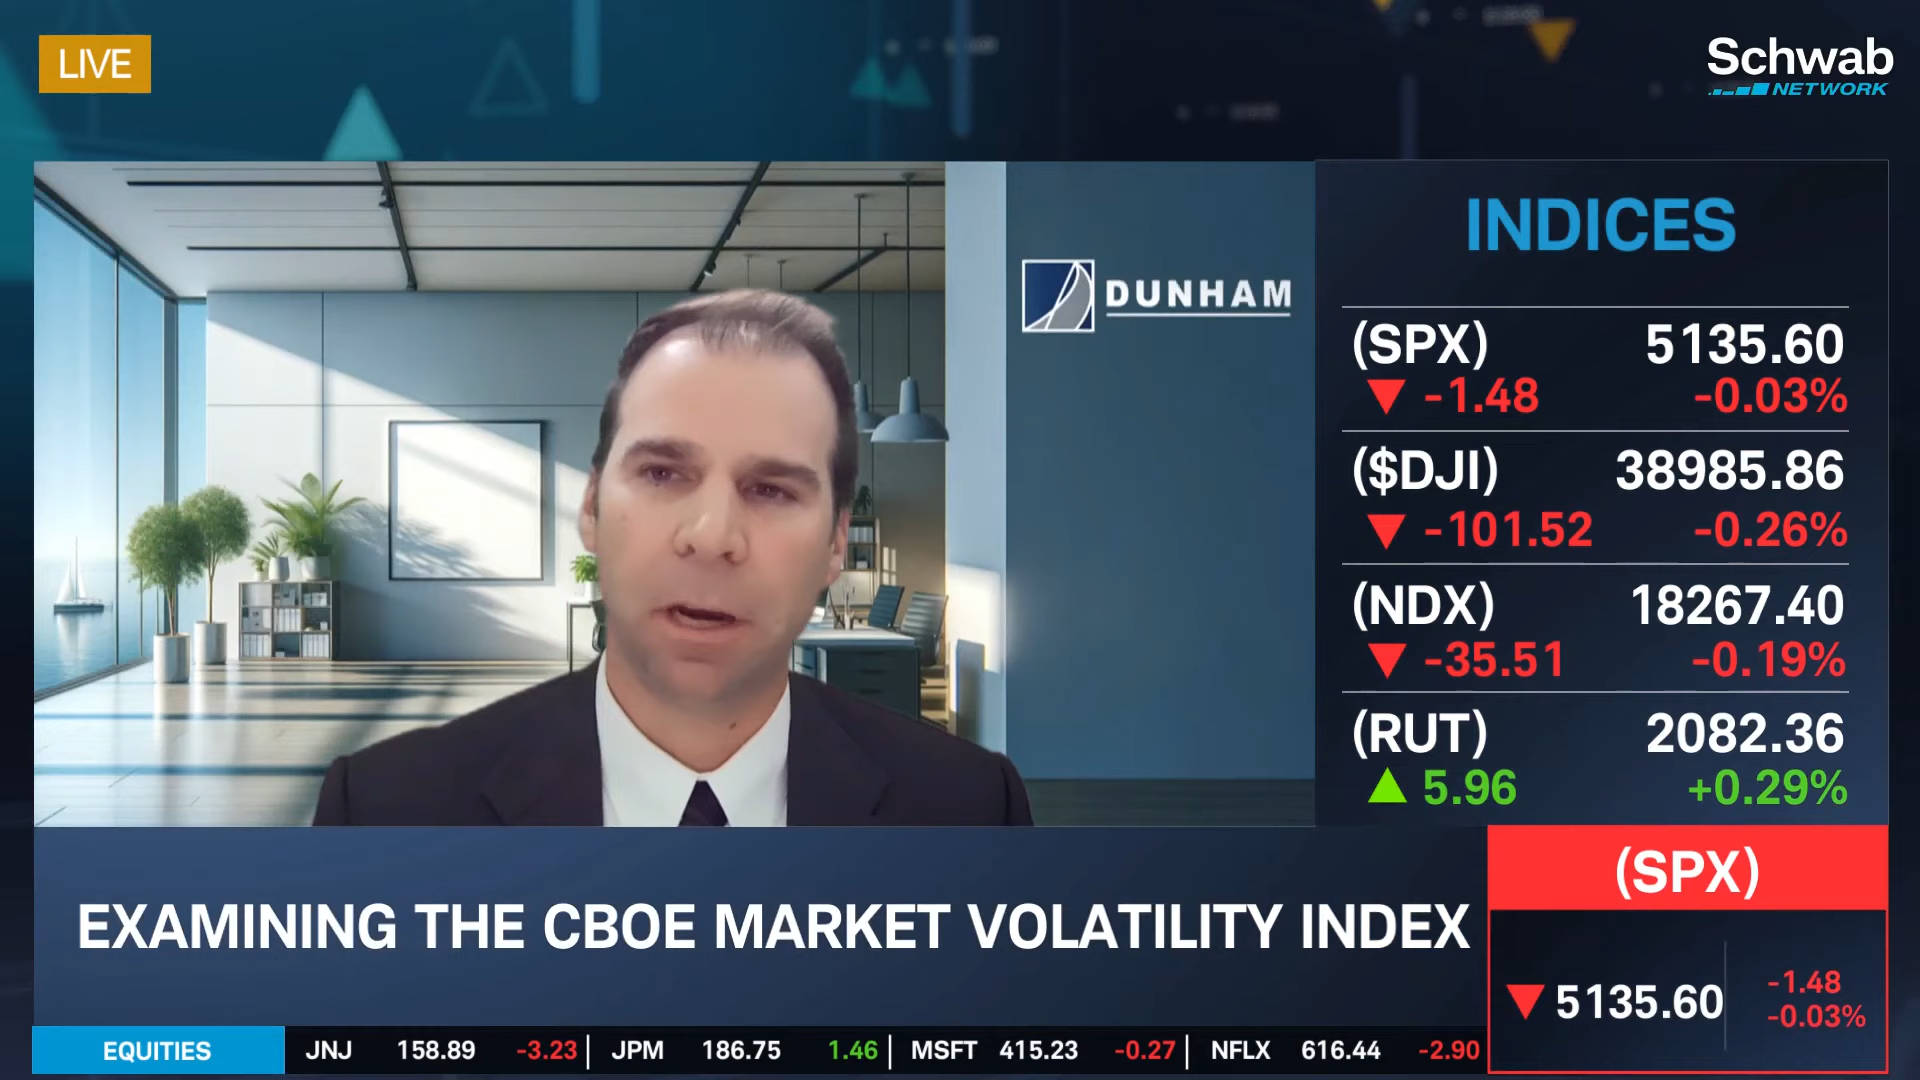 LIVE
Schwab
NETWORK
DUNHAM
INDICES
(SPX) 5135.60
▼ -1.48 -0.03%
($DJI) 38985.86
▼ -101.52 -0.26%
(NDX) 18267.40
▼ -35.51 -0.19%
(RUT) 2082.36
▲ 5.96 +0.29%
EXAMINING THE CBOE MARKET VOLATILITY INDEX
(SPX)
▼ 5135.60 -1.48
-0.03%
EQUITIES JNJ 158.89 -3.23 | JPM 186.75 1.46 | MSFT 415.23 -0.27 | NFLX 616.44 -2.90